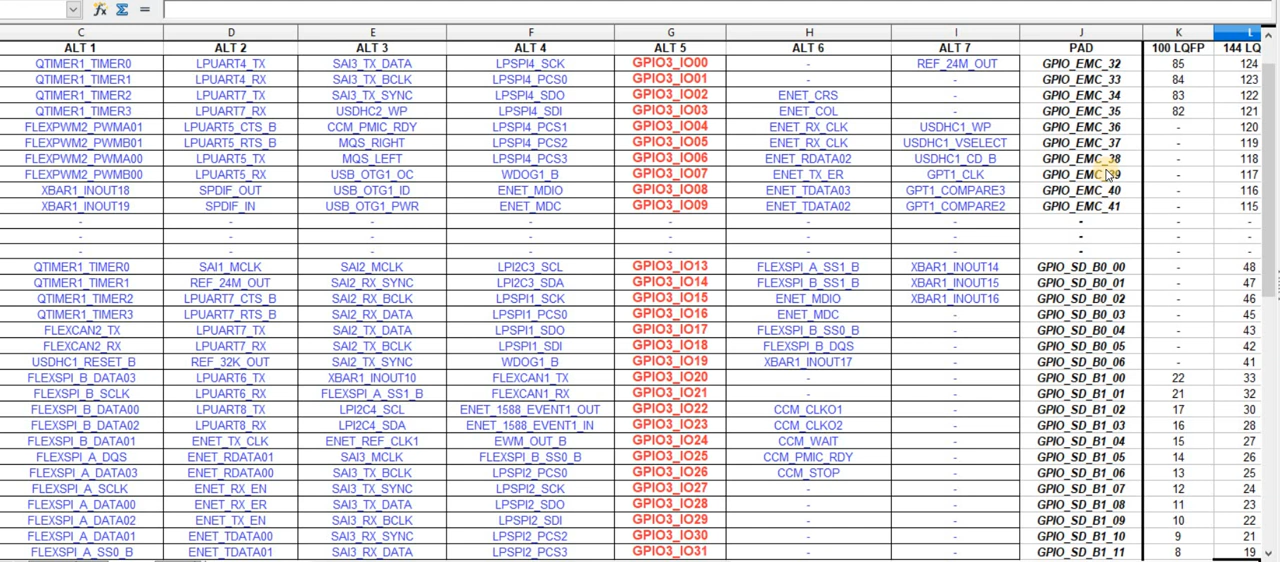 C D E F G H I J K L
ALT 1 ALT 2 ALT 3 ALT 4 ALT 5 ALT 6 ALT 7 PAD 100 LQFP 144 LQ
QTIMER1_TIMER0 LPUART4_TX SAI3_TX_DATA LPSPI4_SCK GPIO3_IO00 - REF_24M_OUT GPIO_EMC_32 85 124
QTIMER1_TIMER1 LPUART4_RX SAI3_TX_BCLK LPSPI4_PCS0 GPIO3_IO01 - - GPIO_EMC_33 84 123
QTIMER1_TIMER2 LPUART7_TX SAI3_TX_SYNC LPSPI4_SDO GPIO3_IO02 ENET_CRS - GPIO_EMC_34 83 122
QTIMER1_TIMER3 LPUART7_RX USDHC2_WP LPSPI4_SDI GPIO3_IO03 ENET_COL - GPIO_EMC_35 82 121
FLEXPWM2_PWMA01 LPUART5_CTS_B CCM_PMIC_RDY LPSPI4_PCS1 GPIO3_IO04 ENET_RX_CLK USDHC1_WP GPIO_EMC_36 - 120
FLEXPWM2_PWMB01 LPUART5_RTS_B MQS_RIGHT LPSPI4_PCS2 GPIO3_IO05 ENET_RX_CLK USDHC1_VSELECT GPIO_EMC_37 - 119
FLEXPWM2_PWMA00 LPUART5_TX MQS_LEFT LPSPI4_PCS3 GPIO3_IO06 ENET_RDATA02 USDHC1_CD_B GPIO_EMC_38 - 118
FLEXPWM2_PWMB00 LPUART5_RX USB_OTG1_OC WDOG1_B GPIO3_IO07 ENET_TX_ER GPT1_CLK GPIO_EMC_39 - 117
XBAR1_INOUT18 SPDIF_OUT USB_OTG1_ID ENET_MDIO GPIO3_IO08 ENET_TDATA03 GPT1_COMPARE3 GPIO_EMC_40 - 116
XBAR1_INOUT19 SPDIF_IN USB_OTG1_PWR ENET_MDC GPIO3_IO09 ENET_TDATA02 GPT1_COMPARE2 GPIO_EMC_41 - 115
- - - - - - - - -
- - - - - - - - -
- - - - - - - - -
QTIMER1_TIMER0 SAI1_MCLK SAI2_MCLK LPI2C3_SCL GPIO3_IO13 FLEXSPI_A_SS1_B XBAR1_INOUT14 GPIO_SD_B0_00 - 48
QTIMER1_TIMER1 REF_24M_OUT SAI2_RX_SYNC LPI2C3_SDA GPIO3_IO14 FLEXSPI_B_SS1_B XBAR1_INOUT15 GPIO_SD_B0_01 - 47
QTIMER1_TIMER2 LPUART7_CTS_B SAI2_RX_BCLK LPSPI1_SCK GPIO3_IO15 ENET_MDIO XBAR1_INOUT16 GPIO_SD_B0_02 - 46
QTIMER1_TIMER3 LPUART7_RTS_B SAI2_RX_DATA LPSPI1_PCS0 GPIO3_IO16 ENET_MDC - GPIO_SD_B0_03 - 45
FLEXCAN2_TX LPUART7_TX SAI2_TX_DATA LPSPI1_SDO GPIO3_IO17 FLEXSPI_B_SS0_B - GPIO_SD_B0_04 - 43
FLEXCAN2_RX LPUART7_RX SAI2_TX_BCLK LPSPI1_SDI GPIO3_IO18 FLEXSPI_B_DQS - GPIO_SD_B0_05 - 42
USDHC1_RESET_B REF_32K_OUT SAI2_TX_SYNC WDOG1_B GPIO3_IO19 XBAR1_INOUT17 - GPIO_SD_B0_06 - 41
FLEXSPI_B_DATA03 LPUART6_TX XBAR1_INOUT10 FLEXCAN1_TX GPIO3_IO20 - - GPIO_SD_B1_00 22 33
FLEXSPI_B_SCLK LPUART6_RX FLEXSPI_A_SS1_B FLEXCAN1_RX GPIO3_IO21 - - GPIO_SD_B1_01 21 32
FLEXSPI_B_DATA00 LPUART8_TX LPI2C4_SCL ENET_1588_EVENT1_OUT GPIO3_IO22 CCM_CLKO1 - GPIO_SD_B1_02 17 30
FLEXSPI_B_DATA02 LPUART8_RX LPI2C4_SDA ENET_1588_EVENT1_IN GPIO3_IO23 CCM_CLKO2 - GPIO_SD_B1_03 16 28
FLEXSPI_B_DATA01 ENET_TX_CLK ENET_REF_CLK1 EWM_OUT_B GPIO3_IO24 CCM_WAIT - GPIO_SD_B1_04 15 27
FLEXSPI_A_DQS ENET_RDATA01 SAI3_MCLK FLEXSPI_B_SS0_B GPIO3_IO25 CCM_PMIC_RDY - GPIO_SD_B1_05 14 26
FLEXSPI_A_DATA03 ENET_RDATA00 SAI3_TX_BCLK LPSPI2_PCS0 GPIO3_IO26 CCM_STOP - GPIO_SD_B1_06 13 25
FLEXSPI_A_SCLK ENET_RX_EN SAI3_TX_SYNC LPSPI2_SCK GPIO3_IO27 - - GPIO_SD_B1_07 12 24
FLEXSPI_A_DATA00 ENET_RX_ER SAI3_TX_DATA LPSPI2_SDO GPIO3_IO28 - - GPIO_SD_B1_08 11 23
FLEXSPI_A_DATA02 ENET_TX_EN SAI3_RX_BCLK LPSPI2_SDI GPIO3_IO29 - - GPIO_SD_B1_09 10 22
FLEXSPI_A_DATA01 ENET_TDATA00 SAI3_RX_SYNC LPSPI2_PCS2 GPIO3_IO30 - - GPIO_SD_B1_10 9 21
FLEXSPI_A_SS0_B ENET_TDATA01 SAI3_RX_DATA LPSPI2_PCS3 GPIO3_IO31 - - GPIO_SD_B1_11 8 19